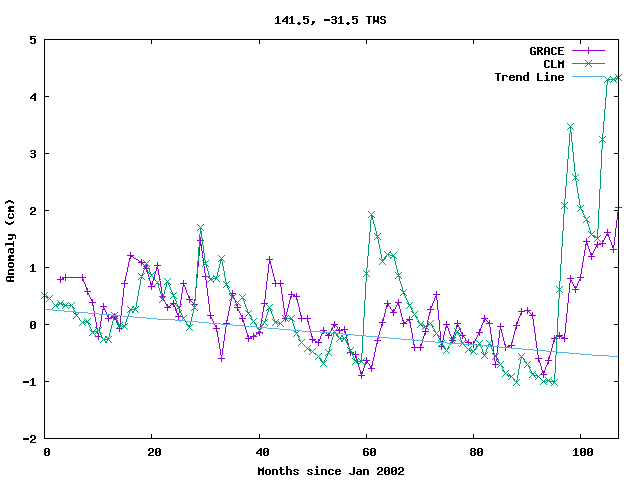 141.5, -31.5 TWS
GRACE
CLM
Trend Line
5
4
3
2
1
0
-1
-2
Anomaly (cm)
0 20 40 60 80 100
Months since Jan 2002